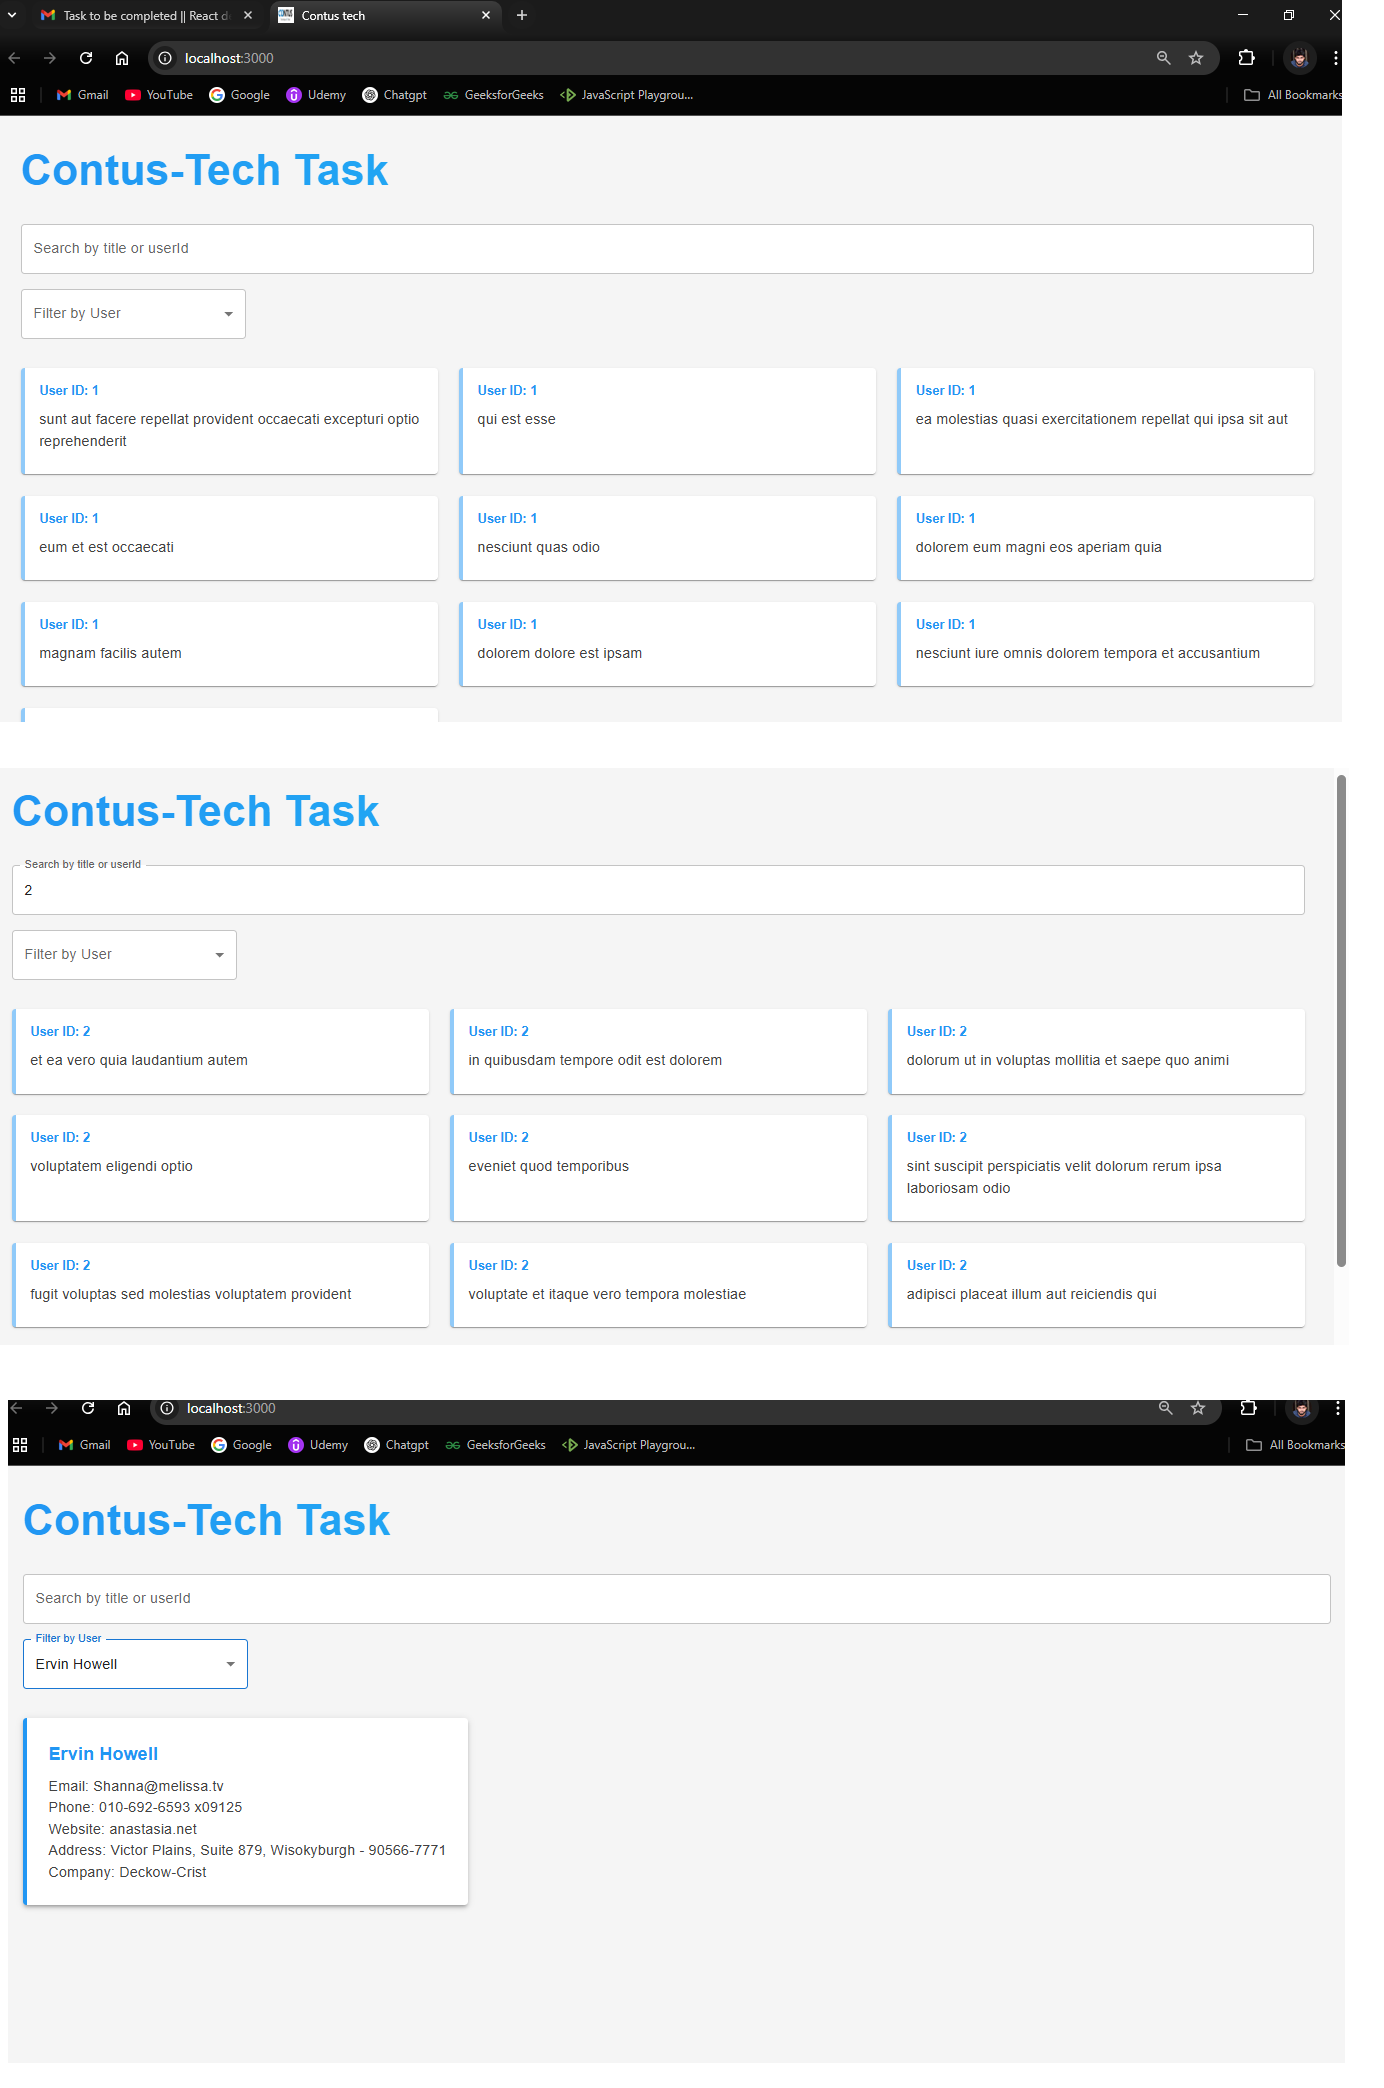 Task to be completed || React d
Contus tech
localhost:3000
Gmail YouTube Google Udemy Chatgpt GeeksforGeeks JavaScript Playgrou... All Bookmarks
Contus-Tech Task
Search by title or userId
Filter by User
User ID: 1
sunt aut facere repellat provident occaecati excepturi optio
reprehenderit
User ID: 1
qui est esse
User ID: 1
ea molestias quasi exercitationem repellat qui ipsa sit aut
User ID: 1
eum et est occaecati
User ID: 1
nesciunt quas odio
User ID: 1
dolorem eum magni eos aperiam quia
User ID: 1
magnam facilis autem
User ID: 1
dolorem dolore est ipsam
User ID: 1
nesciunt iure omnis dolorem tempora et accusantium
Contus-Tech Task
Search by title or userId
2
Filter by User
User ID: 2
et ea vero quia laudantium autem
User ID: 2
in quibusdam tempore odit est dolorem
User ID: 2
dolorum ut in voluptas mollitia et saepe quo animi
User ID: 2
voluptatem eligendi optio
User ID: 2
eveniet quod temporibus
User ID: 2
sint suscipit perspiciatis velit dolorum rerum ipsa
laboriosam odio
User ID: 2
fugit voluptas sed molestias voluptatem provident
User ID: 2
voluptate et itaque vero tempora molestiae
User ID: 2
adipisci placeat illum aut reiciendis qui
localhost:3000
Gmail YouTube Google Udemy Chatgpt GeeksforGeeks JavaScript Playgrou... All Bookmarks
Contus-Tech Task
Search by title or userId
Filter by User
Ervin Howell
Ervin Howell
Email: Shanna@melissa.tv
Phone: 010-692-6593 x09125
Website: anastasia.net
Address: Victor Plains, Suite 879, Wisokyburgh - 90566-7771
Company: Deckow-Crist